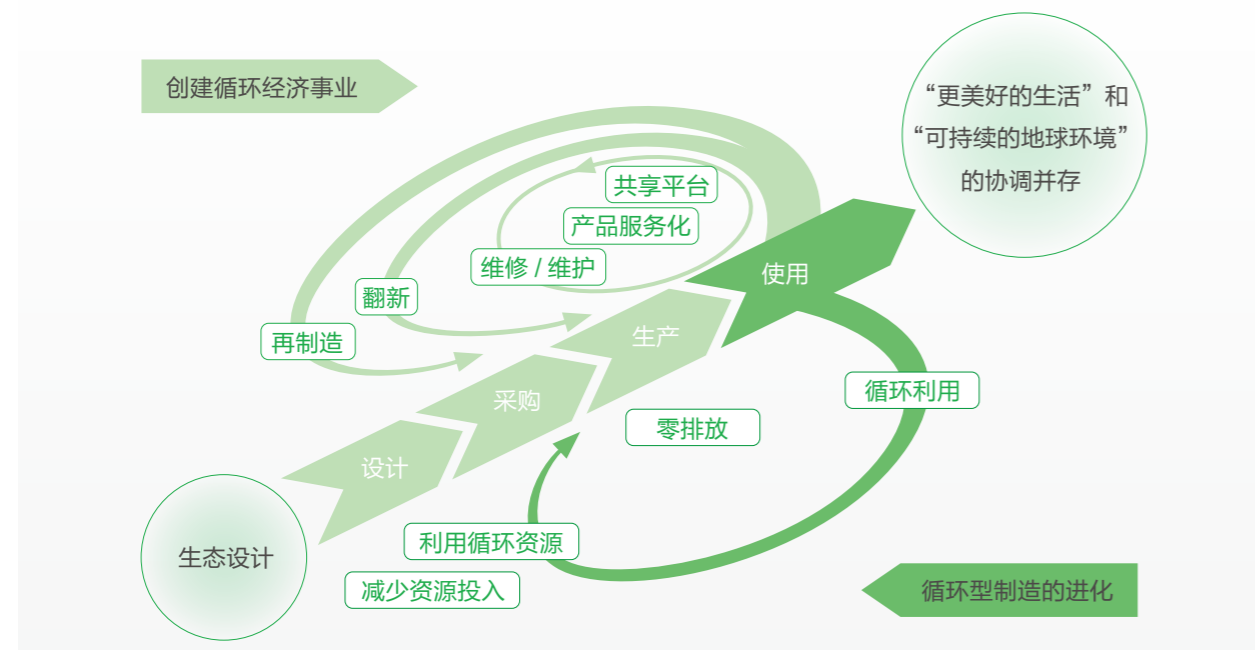 创建循环经济事业
“更美好的生活”和
“可持续的地球环境”
的协调并存
共享平台
产品服务化
维修 / 维护
翻新
再制造
使用
生产
采购
设计
循环利用
零排放
利用循环资源
减少资源投入
生态设计
循环型制造的进化